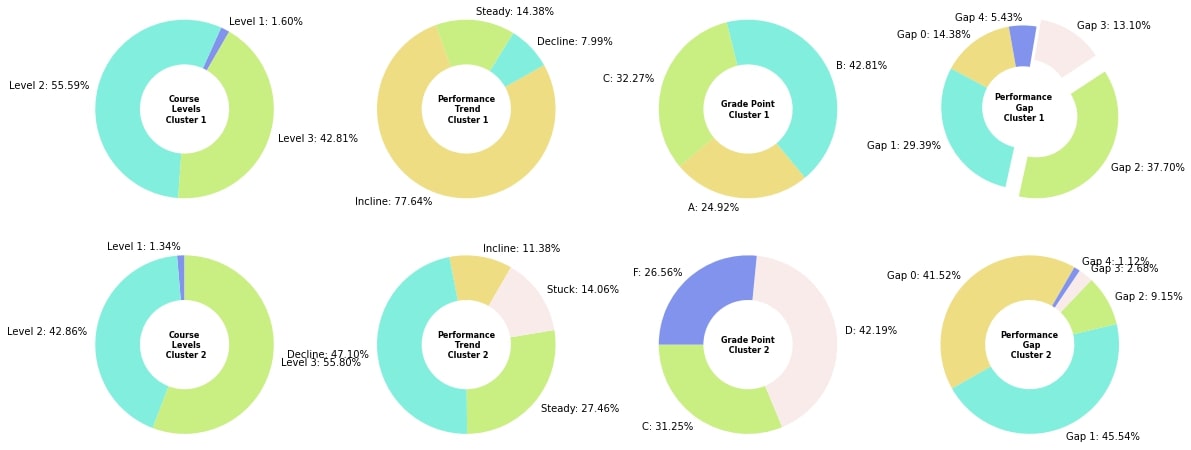 Level 1: 1.60%
Level 2: 55.59%
Level 3: 42.81%
Course
Levels
Cluster 1
Steady: 14.38%
Decline: 7.99%
Incline: 77.64%
Performance
Trend
Cluster 1
B: 42.81%
C: 32.27%
A: 24.92%
Grade Point
Cluster 1
Gap 4: 5.43%
Gap 3: 13.10%
Gap 0: 14.38%
Gap 1: 29.39%
Gap 2: 37.70%
Performance
Gap
Cluster 1
Level 1: 1.34%
Level 2: 42.86%
Level 3: 55.80%
Course
Levels
Cluster 2
Incline: 11.38%
Stuck: 14.06%
Decline: 47.10%
Steady: 27.46%
Performance
Trend
Cluster 2
F: 26.56%
D: 42.19%
C: 31.25%
Grade Point
Cluster 2
Gap 4: 1.12%
Gap 3: 2.68%
Gap 0: 41.52%
Gap 2: 9.15%
Gap 1: 45.54%
Performance
Gap
Cluster 2